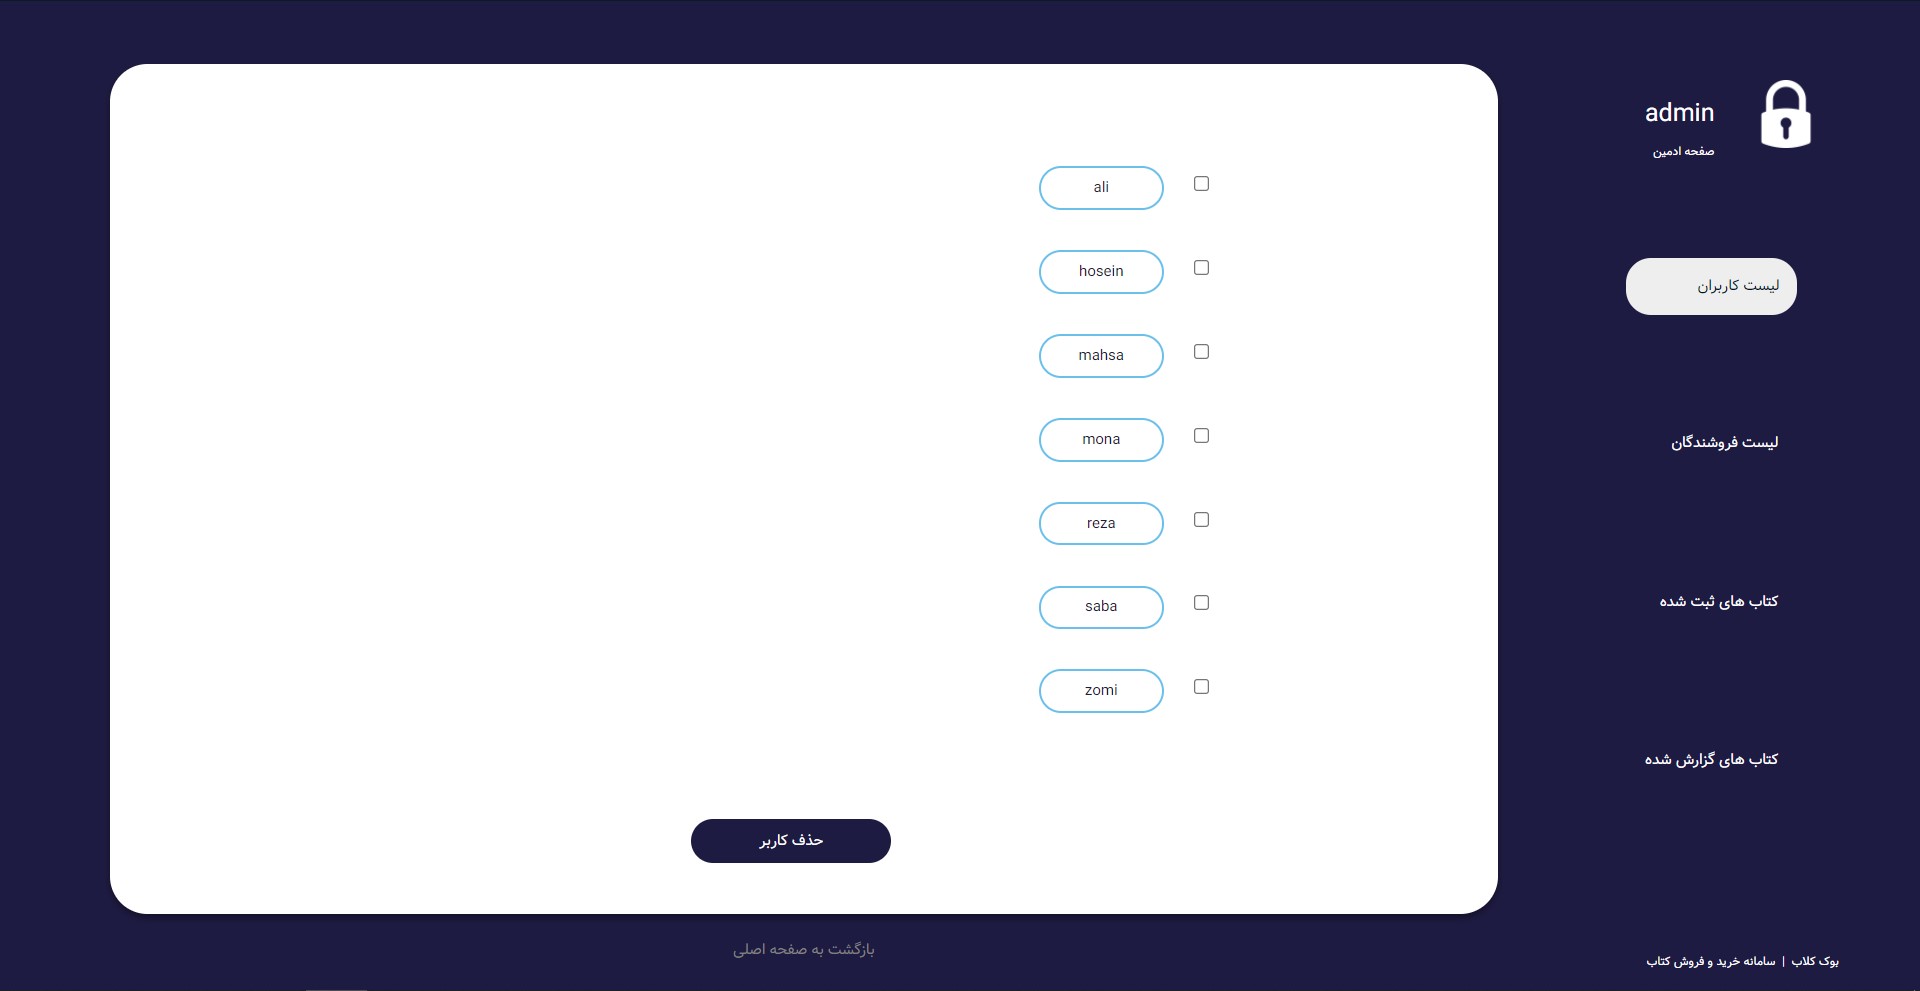 admin
صفحه ادمین
لیست کاربران
لیست فروشندگان
کتاب های ثبت شده
کتاب های گزارش شده
بوک کلاب | سامانه خرید و فروش کتاب
ali
hosein
mahsa
mona
reza
saba
zomi
حذف کاربر
بازگشت به صفحه اصلی